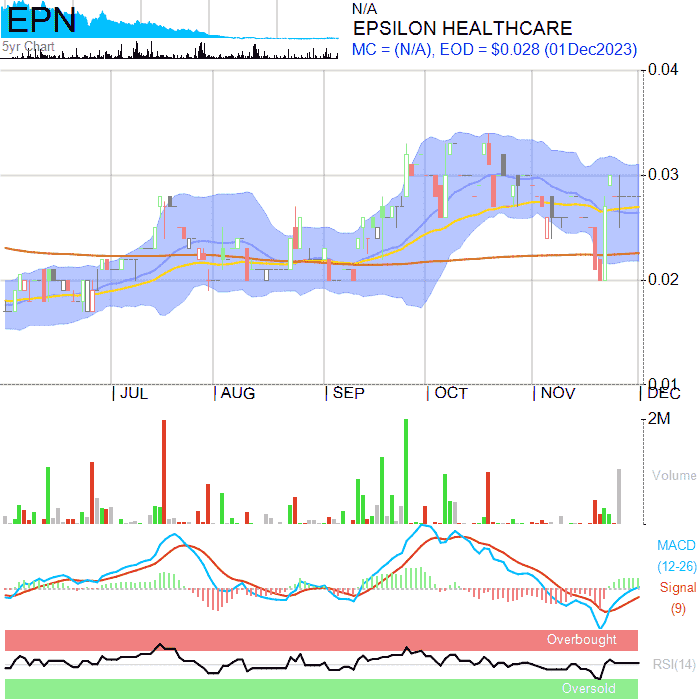 EPN
5yr Chart
N/A
EPSILON HEALTHCARE
MC = (N/A), EOD = $0.028 (01Dec2023)
0.04
0.03
0.02
0.01
| JUL | AUG | SEP | OCT | NOV | DEC
2M
Volume
MACD
(12-26)
Signal
(9)
Overbought
RSI(14)
Oversold